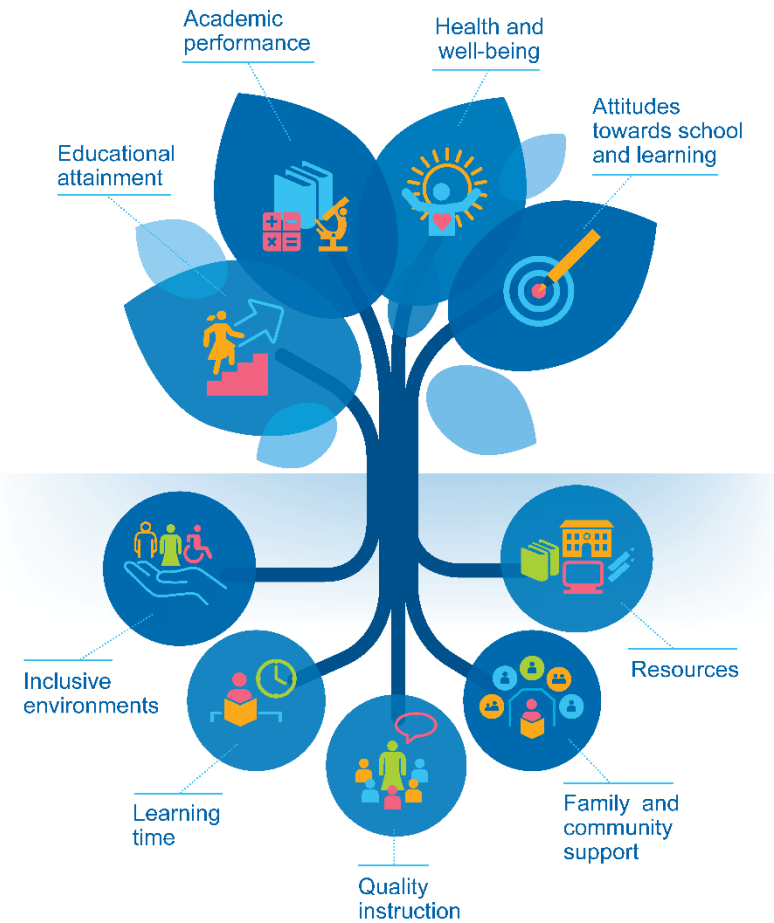 Academic
performance
Health and
well-being
Attitudes
towards school
and learning
Educational
attainment
Inclusive
environments
Resources
Learning
time
Family and
community
support
Quality
instruction